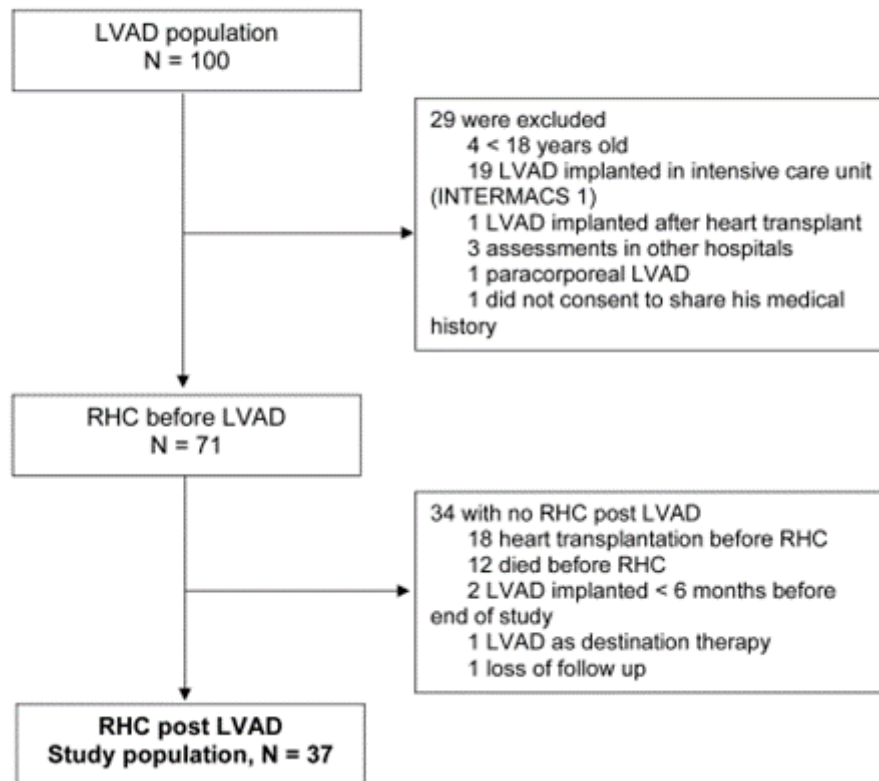 LVAD population
N = 100
29 were excluded
4 < 18 years old
19 LVAD implanted in intensive care unit
(INTERMACS 1)
1 LVAD implanted after heart transplant
3 assessments in other hospitals
1 paracorporeal LVAD
1 did not consent to share his medical
history
RHC before LVAD
N = 71
34 with no RHC post LVAD
18 heart transplantation before RHC
12 died before RHC
2 LVAD implanted < 6 months before
end of study
1 LVAD as destination therapy
1 loss of follow up
RHC post LVAD
Study population, N = 37